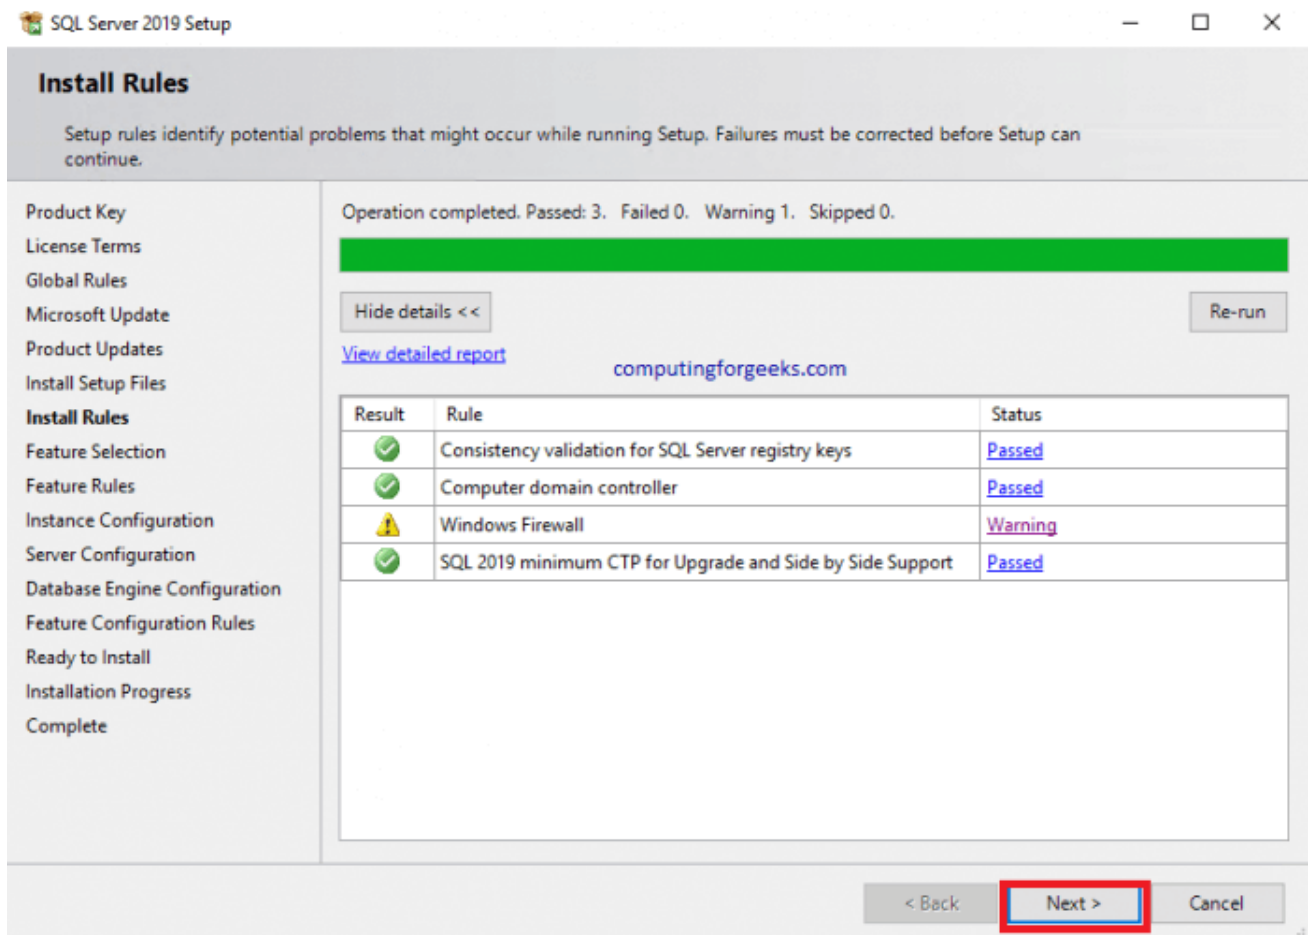 SQL Server 2019 Setup
Install Rules
Setup rules identify potential problems that might occur while running Setup. Failures must be corrected before Setup can
continue.
Product Key
License Terms
Global Rules
Microsoft Update
Product Updates
Install Setup Files
Install Rules
Feature Selection
Feature Rules
Instance Configuration
Server Configuration
Database Engine Configuration
Feature Configuration Rules
Ready to Install
Installation Progress
Complete
Operation completed. Passed: 3.   Failed 0.   Warning 1.   Skipped 0.
Hide details <<
Re-run
View detailed report
computingforgeeks.com
Result Rule Status
Consistency validation for SQL Server registry keys Passed
Computer domain controller Passed
Windows Firewall Warning
SQL 2019 minimum CTP for Upgrade and Side by Side Support Passed
< Back Next > Cancel